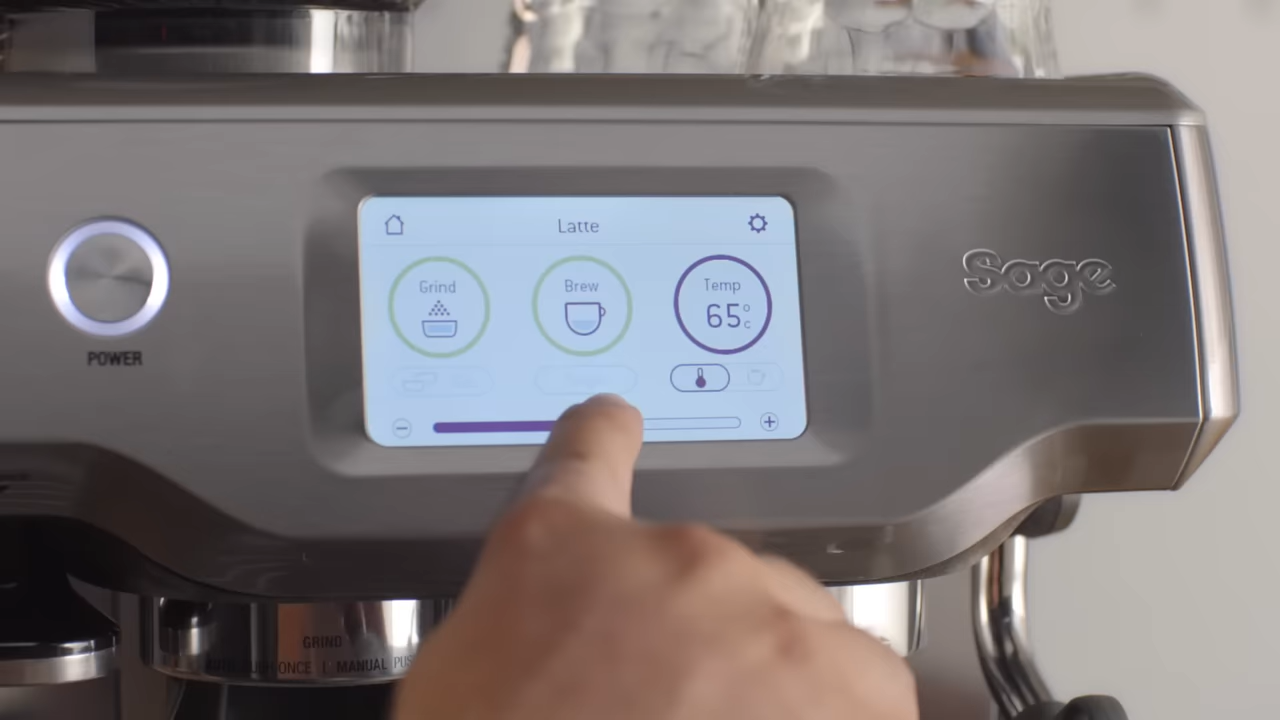 Latte
Grind
Brew
Temp
65°c
Sage
POWER
GRIND
ONCE | MANUAL